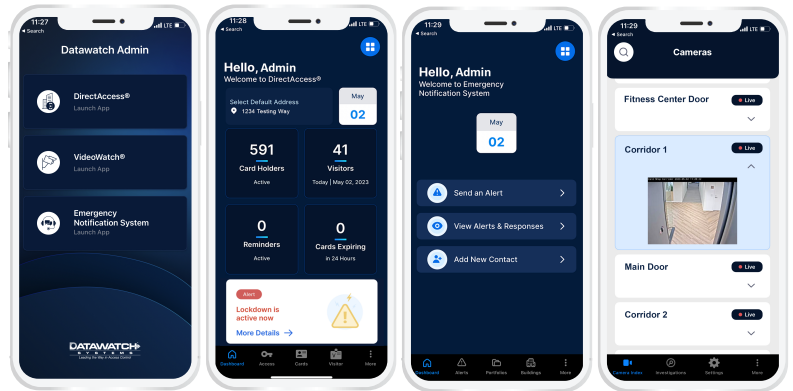 11:27
LTE
Search
Datawatch Admin
DirectAccess®
Launch App
VideoWatch®
Launch App
Emergency
Notification System
Launch App
DATAWATCH
SYSTEMS
Leading the Way in Access Control
11:28
LTE
Search
Hello, Admin
Welcome to DirectAccess®
Select Default Address
1234 Testing Way
May
02
591
Card Holders
Active
41
Visitors
Today | May 02, 2023
0
Reminders
Active
0
Cards Expiring
in 24 Hours
Alert
Lockdown is
active now
More Details →
Dashboard
Access
Cards
Visitor
More
11:29
LTE
Search
Hello, Admin
Welcome to Emergency
Notification System
May
02
Send an Alert
View Alerts & Responses
Add New Contact
Dashboard
Alerts
Portfolios
Buildings
More
11:29
LTE
Search
Cameras
Fitness Center Door
Live
Corridor 1
Live
Main Door
Live
Corridor 2
Live
Camera Index
Investigations
Settings
More